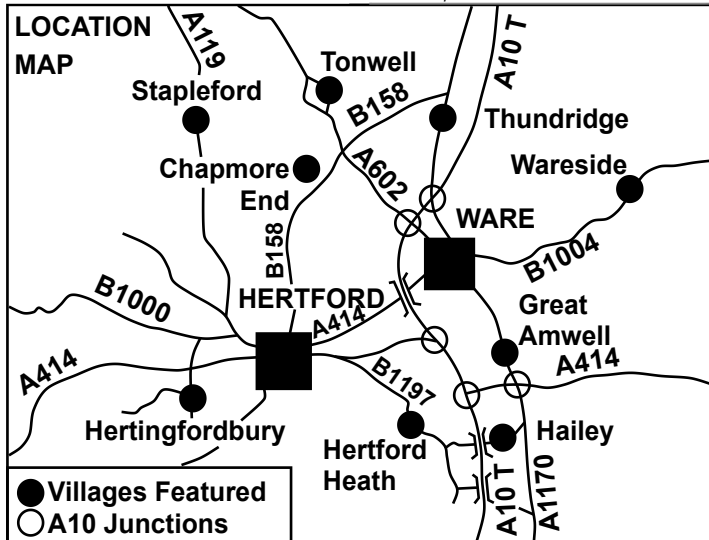 LOCATION
MAP
A119
Stapleford
Tonwell
B158
A10 T
Thundridge
Chapmore
End
A602
Wareside
WARE
B158
B1004
B1000
HERTFORD
A414
Great
Amwell
A414
A414
B1197
Hertingfordbury
Hertford
Heath
Hailey
A10 T
A1170
Villages Featured
A10 Junctions